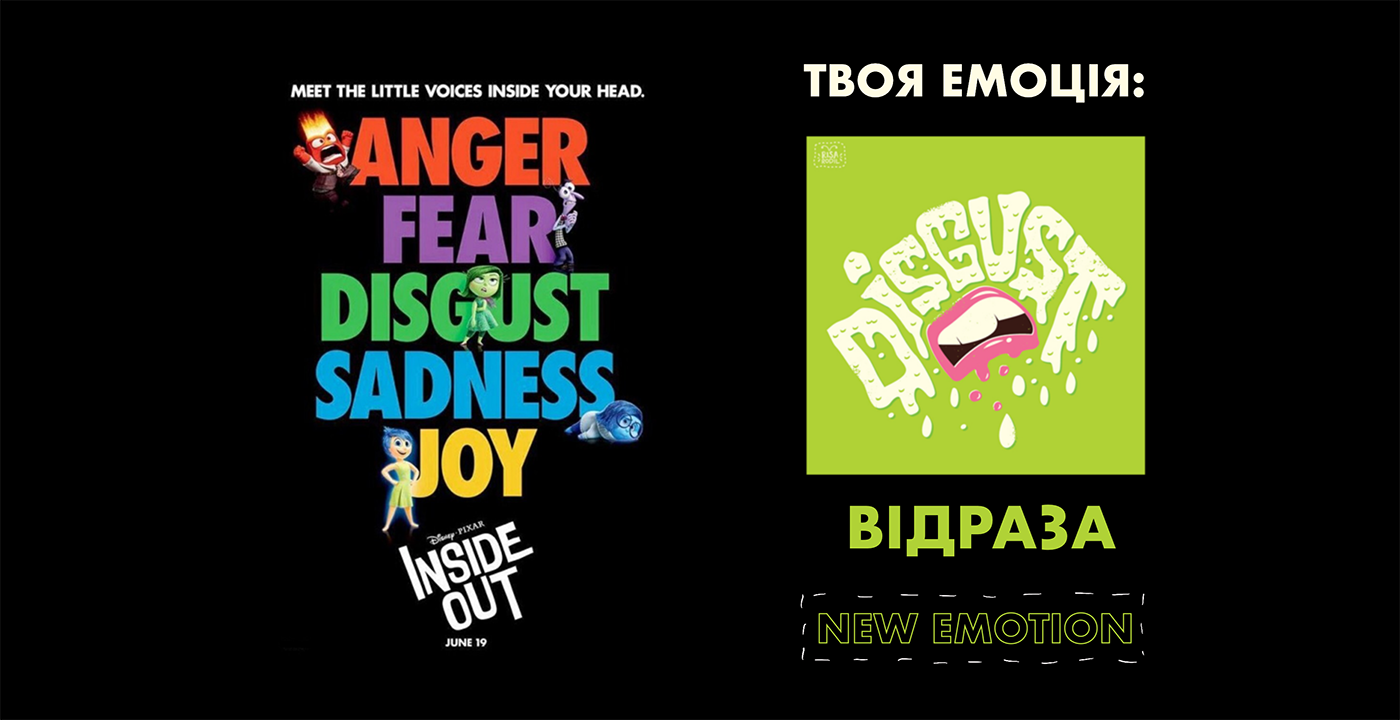 MEET THE LITTLE VOICES INSIDE YOUR HEAD.
ANGER
FEAR
DISGUST
SADNESS
JOY
Disney · PIXAR
INSIDE
OUT
JUNE 19
ТВОЯ ЕМОЦІЯ:
DISGUST
ВІДРАЗА
NEW EMOTION